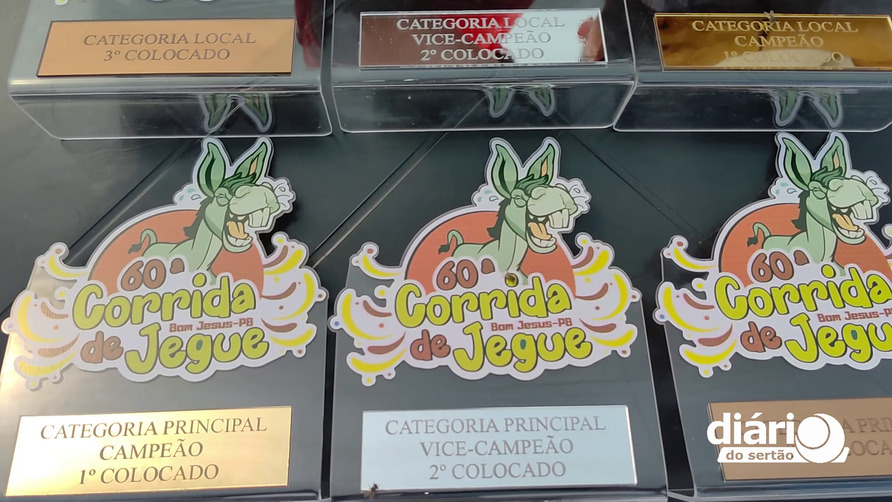 CATEGORIA LOCAL
3º COLOCADO
CATEGORIA LOCAL
VICE-CAMPEÃO
2º COLOCADO
CATEGORIA LOCAL
CAMPEÃO
1º COLOCADO
60ª
Corrida
Bom Jesus-PB
de Jegue
60ª
Corrida
Bom Jesus-PB
de Jegue
60ª
Corrida
Bom Jesus-PB
de Jegue
CATEGORIA PRINCIPAL
CAMPEÃO
1º COLOCADO
CATEGORIA PRINCIPAL
VICE-CAMPEÃO
2º COLOCADO
diário
do sertão